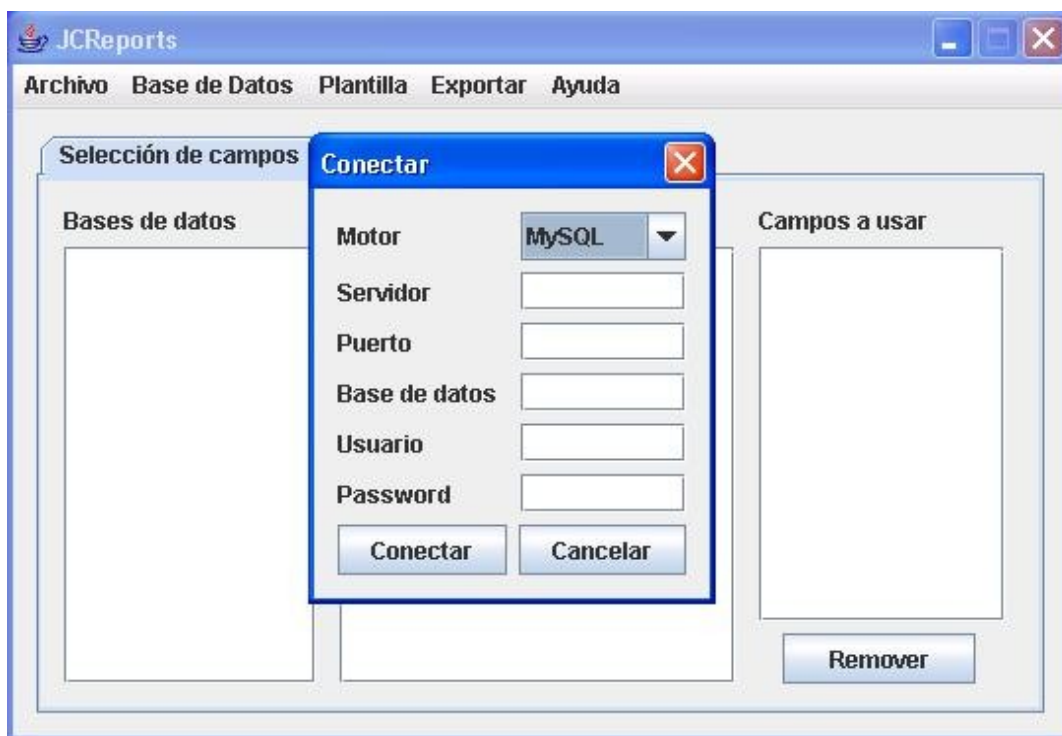 JCReports
Archivo Base de Datos Plantilla Exportar Ayuda
Selección de campos
Bases de datos
Campos a usar
Conectar
Motor MySQL
Servidor
Puerto
Base de datos
Usuario
Password
Conectar Cancelar
Remover